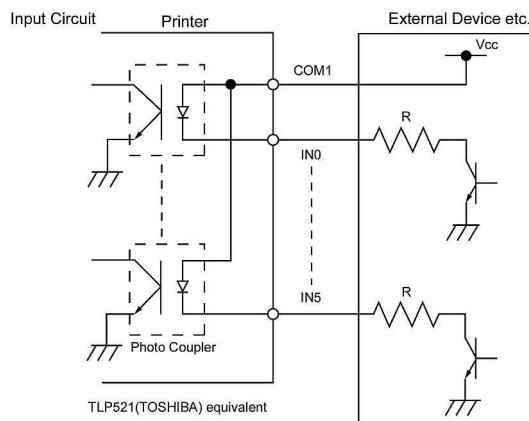 Input Circuit
Printer
External Device etc.
Vcc
COM1
R
IN0
R
IN5
Photo Coupler
TLP521(TOSHIBA) equivalent